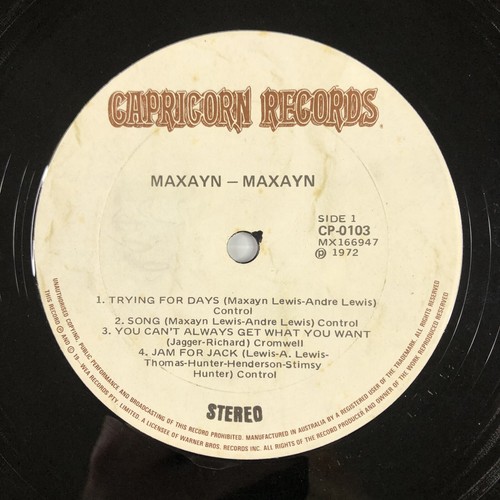 CAPRICORN RECORDS
MAXAYN – MAXAYN
SIDE 1
CP-0103
MX166947
℗ 1972
1. TRYING FOR DAYS (Maxayn Lewis-Andre Lewis)
Control
2. SONG (Maxayn Lewis-Andre Lewis) Control
3. YOU CAN'T ALWAYS GET WHAT YOU WANT
(Jagger-Richard) Cromwell
4. JAM FOR JACK (Lewis-A. Lewis-
Thomas-Hunter-Henderson-Stimsy
Hunter) Control
STEREO
UNAUTHORISED COPYING, PUBLIC PERFORMANCE AND BROADCASTING OF THIS RECORD PROHIBITED. MANUFACTURED IN AUSTRALIA BY A REGISTERED USER OF THE TRADEMARK. ALL RIGHTS RESERVED
THIS RECORD ℗ AND © 19 - WEA RECORDS PTY. LIMITED. A LICENSEE OF WARNER BROS. RECORDS INC. ALL RIGHTS OF THE RECORD PRODUCER AND OWNER OF THE WORK REPRODUCED RESERVED